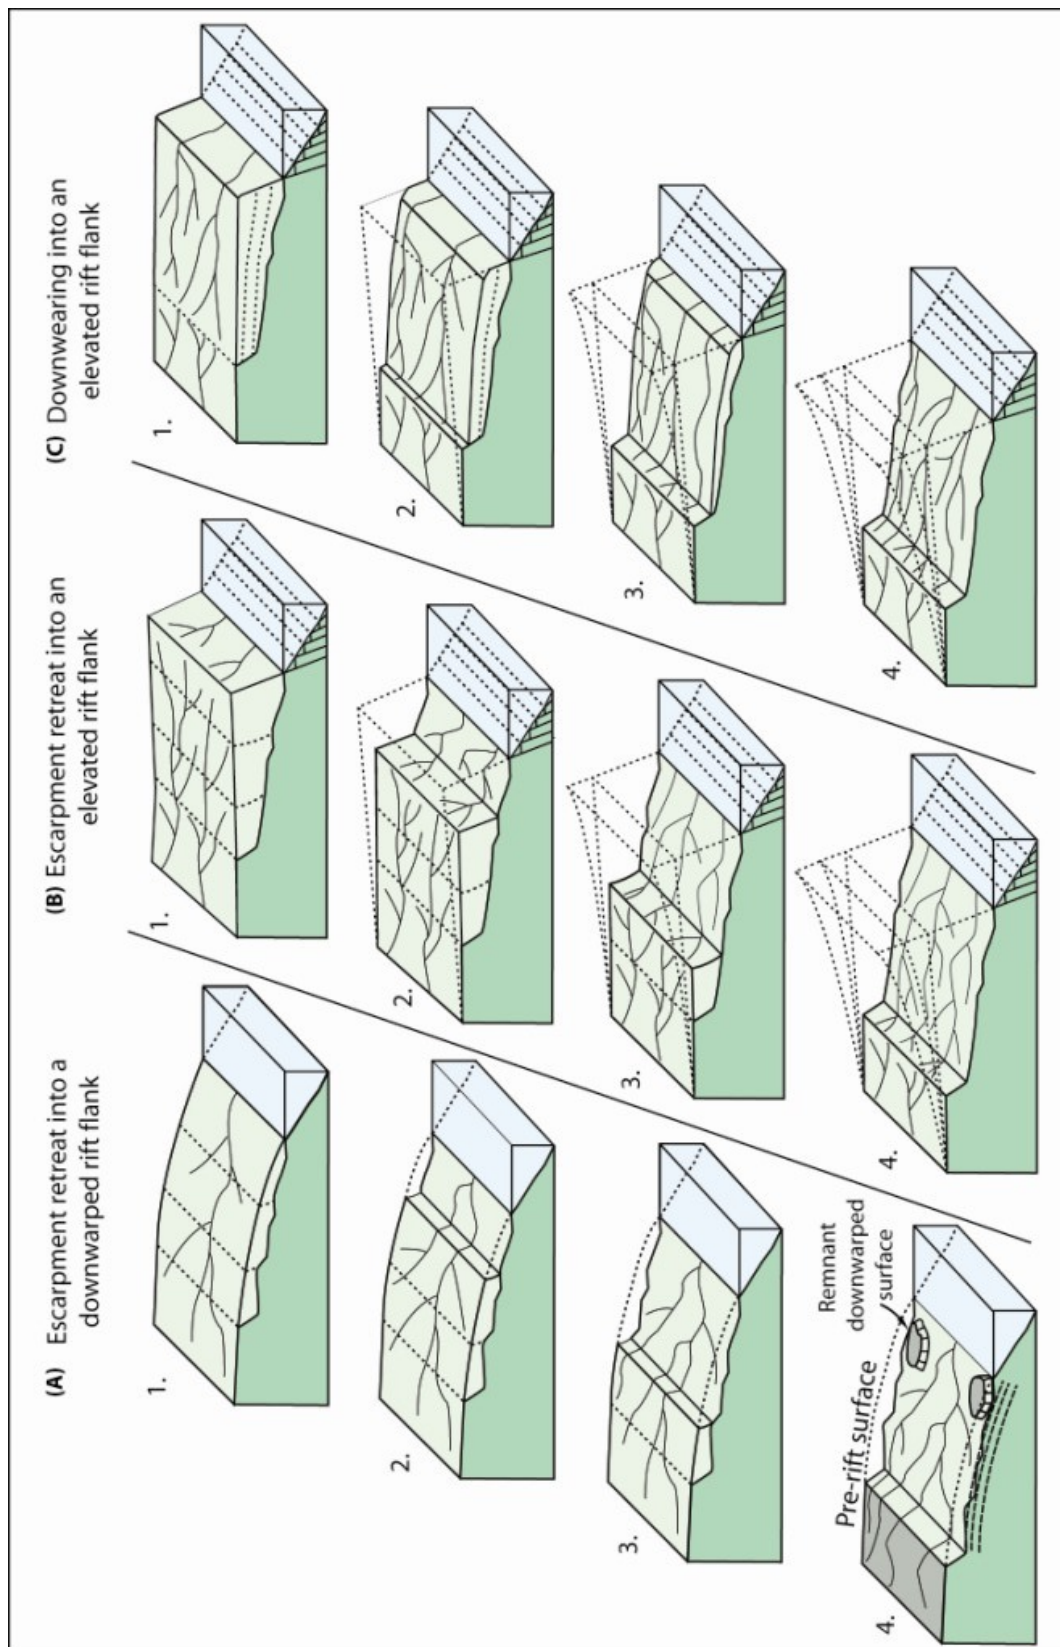 (A) Escarpment retreat into a
downwarped rift flank
1.
2.
3.
4.
Pre-rift surface
Remnant
downwarped
surface
(B) Escarpment retreat into an
elevated rift flank
1.
2.
3.
4.
(C) Downwearing into an
elevated rift flank
1.
2.
3.
4.